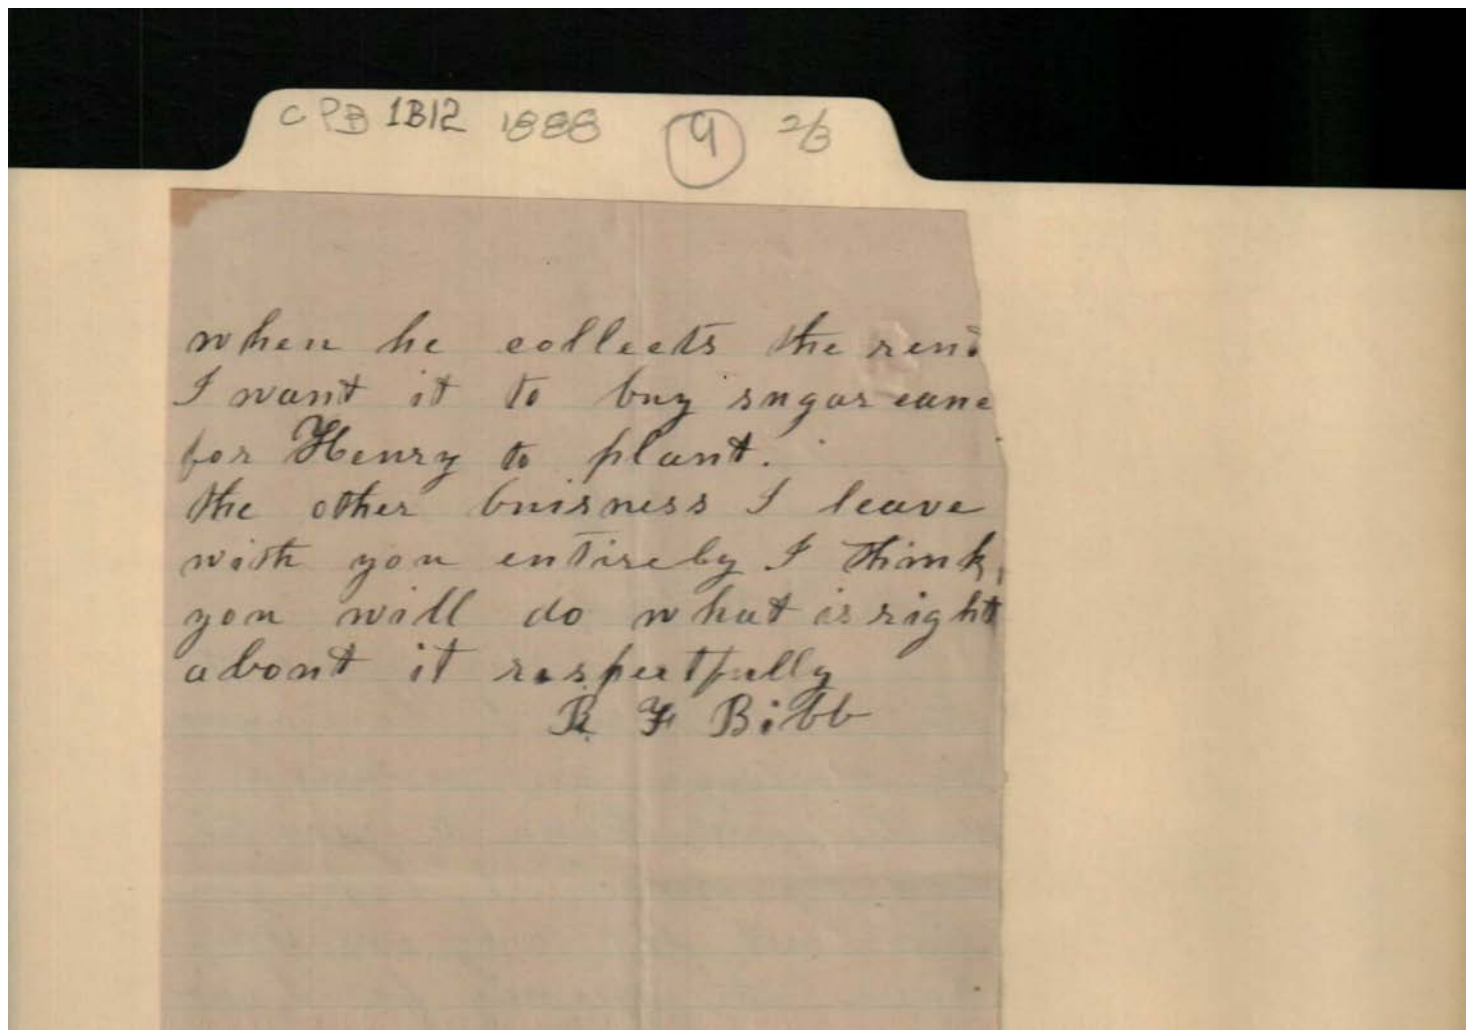 CPB 1B12 1888 9 2/3
when he collects the rent
I want it to buy sugar cane
for Henry to plant.
the other buisness I leave
with you entirely I think
you will do what is right
about it respectfully
R F Bibb